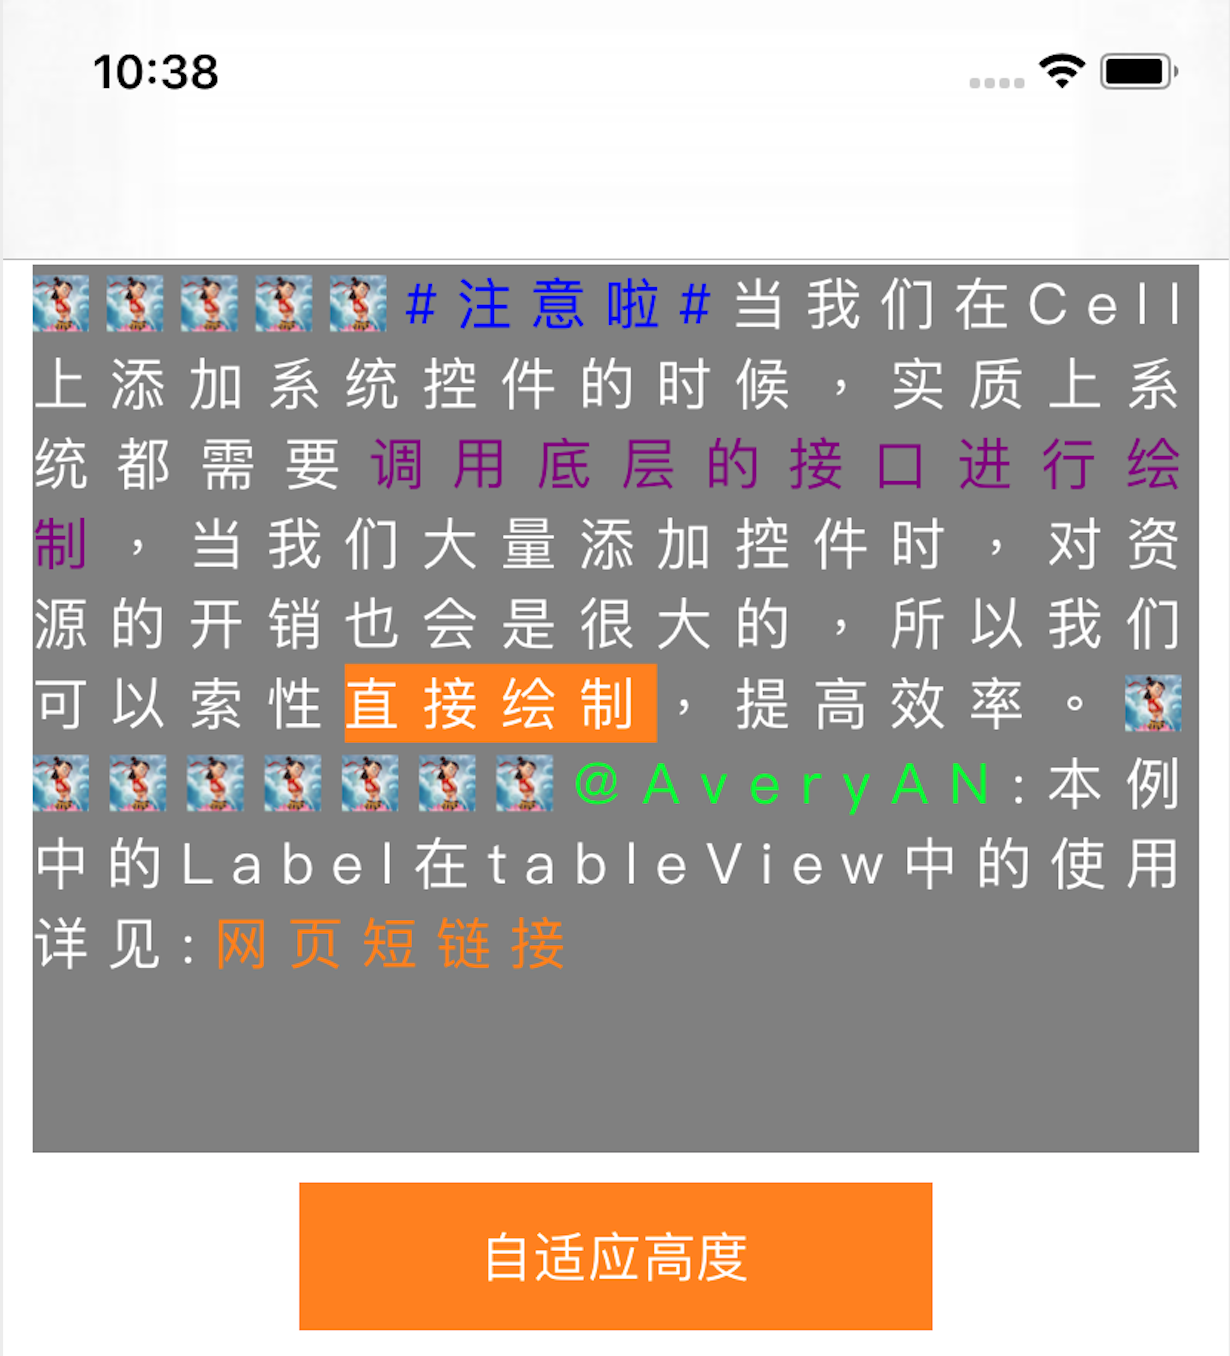 10:38
#注意啦#当我们在Cell
上添加系统控件的时候，实质上系
统都需要调用底层的接口进行绘
制，当我们大量添加控件时，对资
源的开销也会是很大的，所以我们
可以索性直接绘制，提高效率。
@AveryAN:本例
中的Label在tableView中的使用
详见:网页短链接
自适应高度